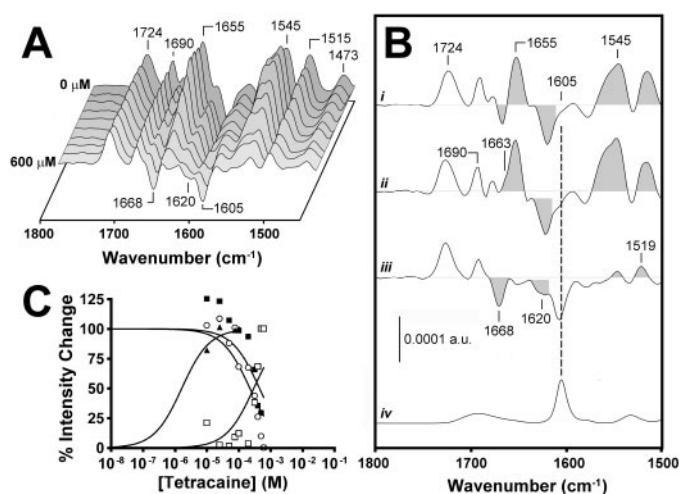 A
1724
1690
1655
1545
1515
1473
0 μM
600 μM
1668
1620
1605
1800 1700 1600 1500
Wavenumber (cm⁻¹)
B
1724
1655
1545
1605
i
1690
1663
ii
iii
1519
1668
1620
0.0001 a.u.
iv
1800 1700 1600 1500
Wavenumber (cm⁻¹)
C
% Intensity Change
125
100
75
50
25
0
10⁻⁸ 10⁻⁷ 10⁻⁶ 10⁻⁵ 10⁻⁴ 10⁻³ 10⁻² 10⁻¹
[Tetracaine] (M)